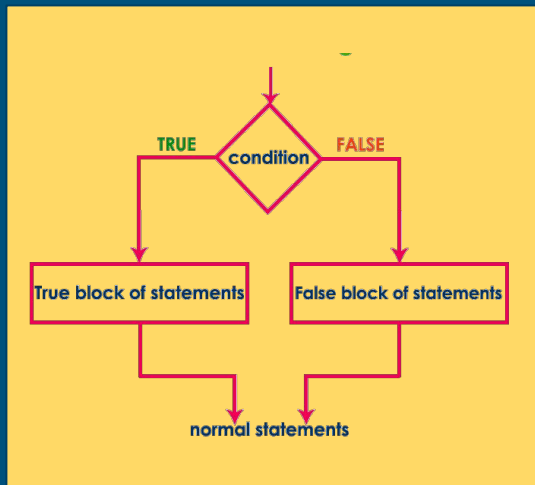 TRUE
FALSE
condition
True block of statements
False block of statements
normal statements